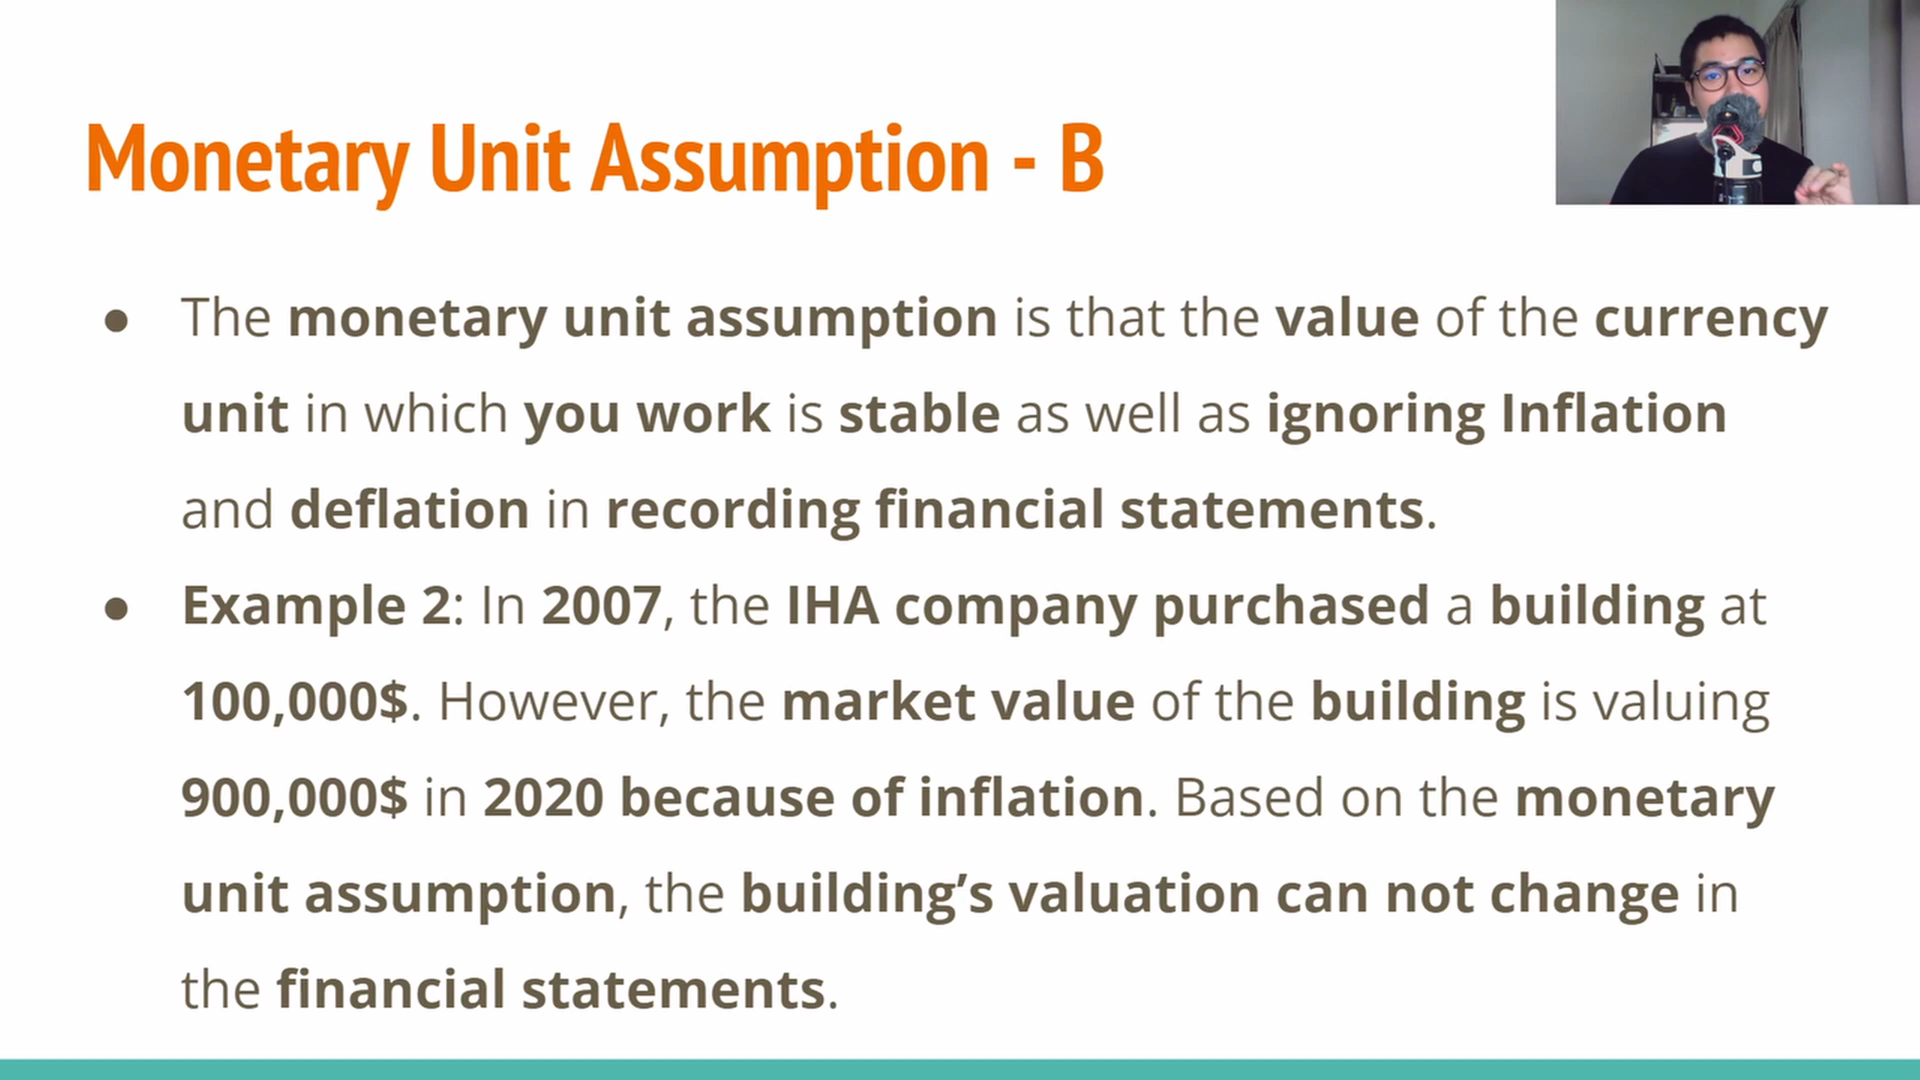 Monetary Unit Assumption - B
● The monetary unit assumption is that the value of the currency
unit in which you work is stable as well as ignoring Inflation
and deflation in recording financial statements.
● Example 2: In 2007, the IHA company purchased a building at
100,000$. However, the market value of the building is valuing
900,000$ in 2020 because of inflation. Based on the monetary
unit assumption, the building’s valuation can not change in
the financial statements.